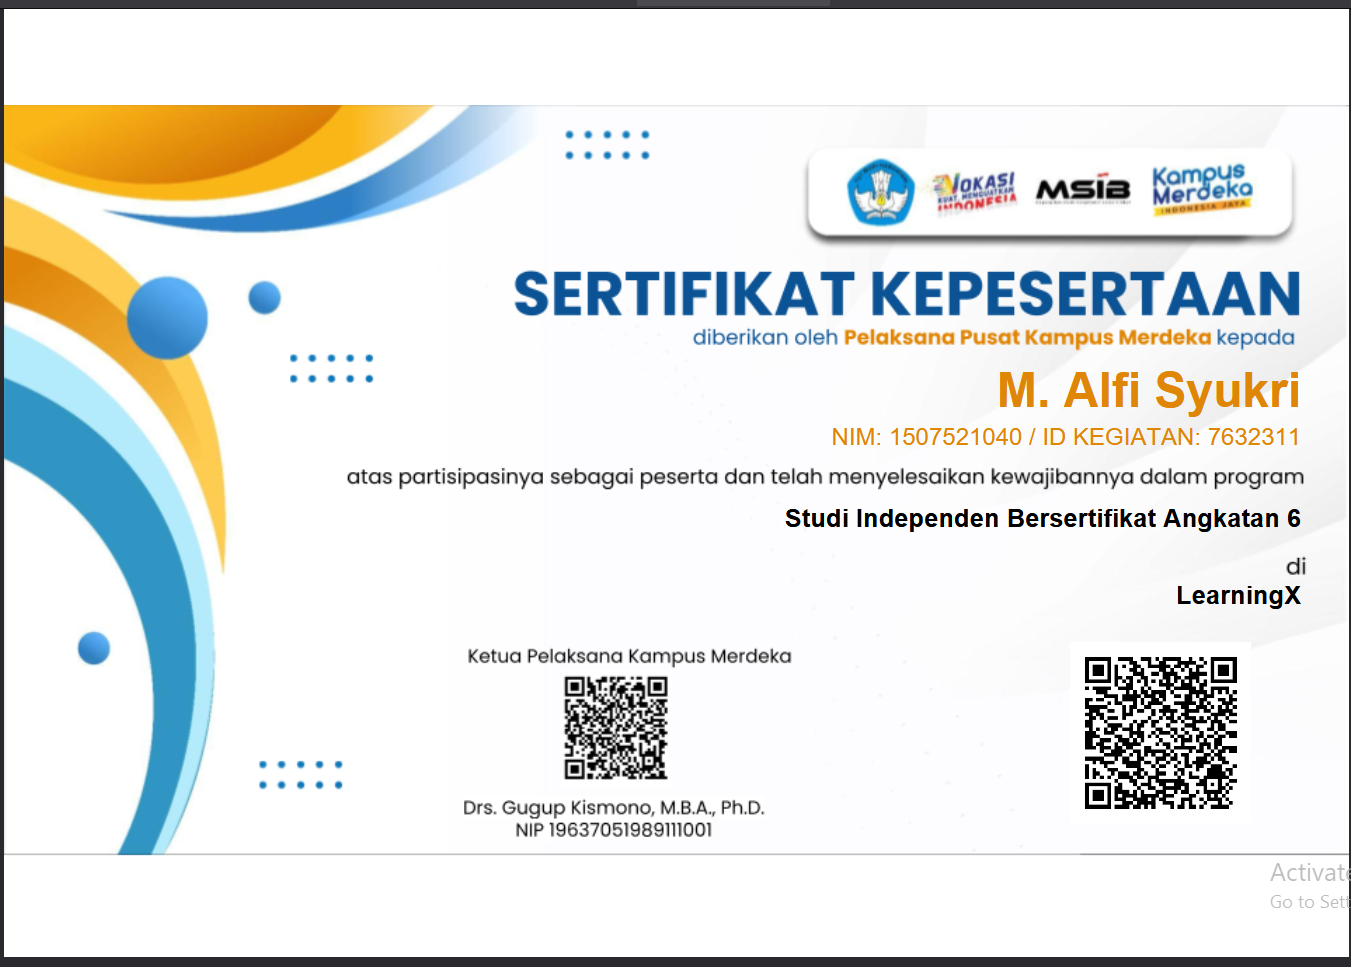 VOKASI
KUAT, MENGUATKAN
INDONESIA
MSIB
Kampus
Merdeka
INDONESIA JAYA
SERTIFIKAT KEPESERTAAN
diberikan oleh Pelaksana Pusat Kampus Merdeka kepada
M. Alfi Syukri
NIM: 1507521040 / ID KEGIATAN: 7632311
atas partisipasinya sebagai peserta dan telah menyelesaikan kewajibannya dalam program
Studi Independen Bersertifikat Angkatan 6
di
LearningX
Ketua Pelaksana Kampus Merdeka
Drs. Gugup Kismono, M.B.A., Ph.D.
NIP 19637051989111001
Activate
Go to Sett